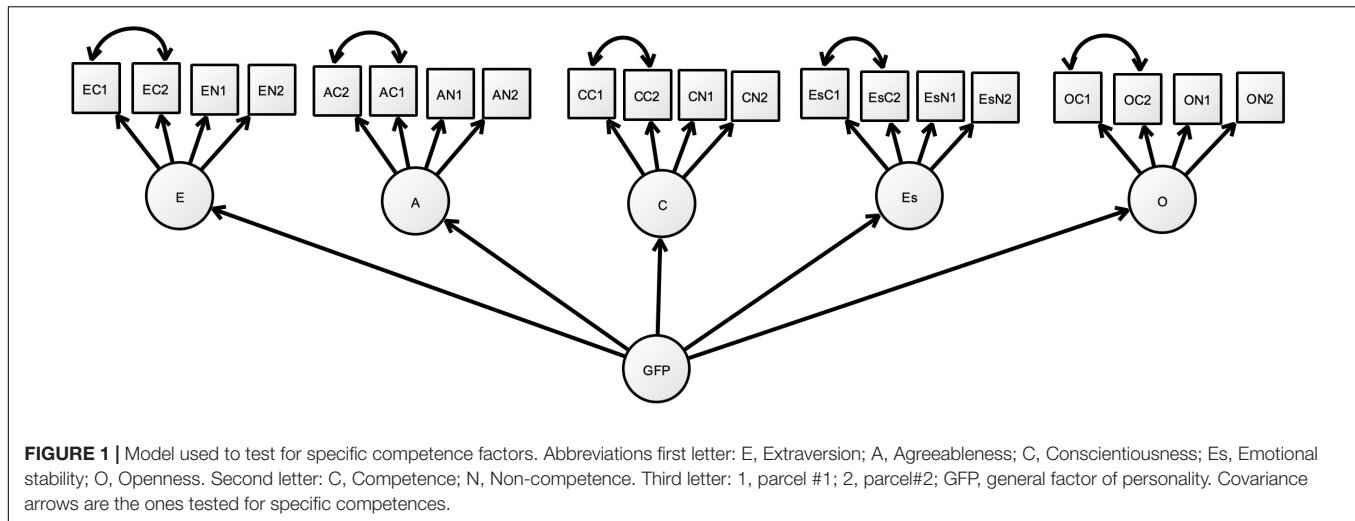 EC1 EC2 EN1 EN2 AC2 AC1 AN1 AN2 CC1 CC2 CN1 CN2 EsC1 EsC2 EsN1 EsN2 OC1 OC2 ON1 ON2
E A C Es O
GFP
FIGURE 1 | Model used to test for specific competence factors. Abbreviations first letter: E, Extraversion; A, Agreeableness; C, Conscientiousness; Es, Emotional
stability; O, Openness. Second letter: C, Competence; N, Non-competence. Third letter: 1, parcel #1; 2, parcel#2; GFP, general factor of personality. Covariance
arrows are the ones tested for specific competences.